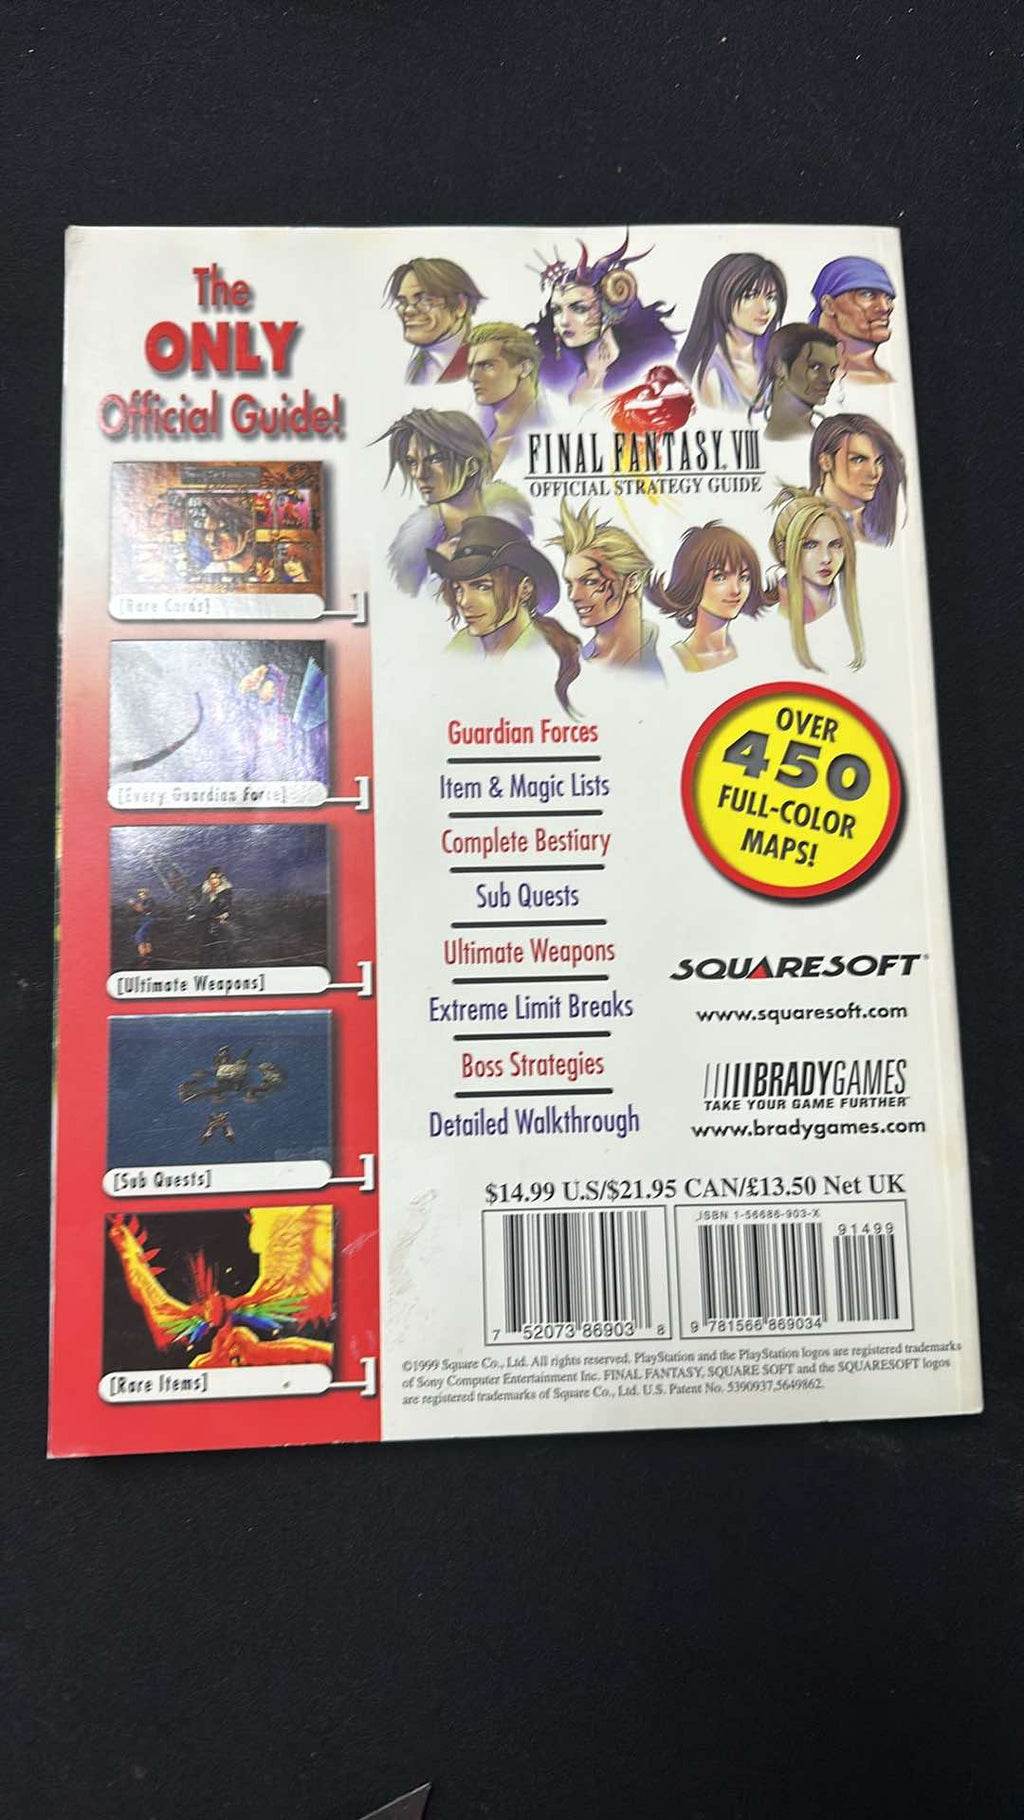 The
ONLY
Official Guide!
[Rare Cards]
[Every Guardian Force]
[Ultimate Weapons]
[Sub Quests]
[Rare Items]
FINAL FANTASY VIII
OFFICIAL STRATEGY GUIDE
Guardian Forces
Item & Magic Lists
Complete Bestiary
Sub Quests
Ultimate Weapons
Extreme Limit Breaks
Boss Strategies
Detailed Walkthrough
OVER
450
FULL-COLOR
MAPS!
SQUARESOFT®
www.squaresoft.com
BRADYGAMES
TAKE YOUR GAME FURTHER™
www.bradygames.com
$14.99 U.S/$21.95 CAN/£13.50 Net UK
7 52073 86903 8
ISBN 1-56686-903-X
91499
9 781566 869034
©1999 Square Co., Ltd. All rights reserved. PlayStation and the PlayStation logos are registered trademarks
of Sony Computer Entertainment Inc. FINAL FANTASY, SQUARE SOFT and the SQUARESOFT logos
are registered trademarks of Square Co., Ltd. U.S. Patent No. 5390937,5649862.